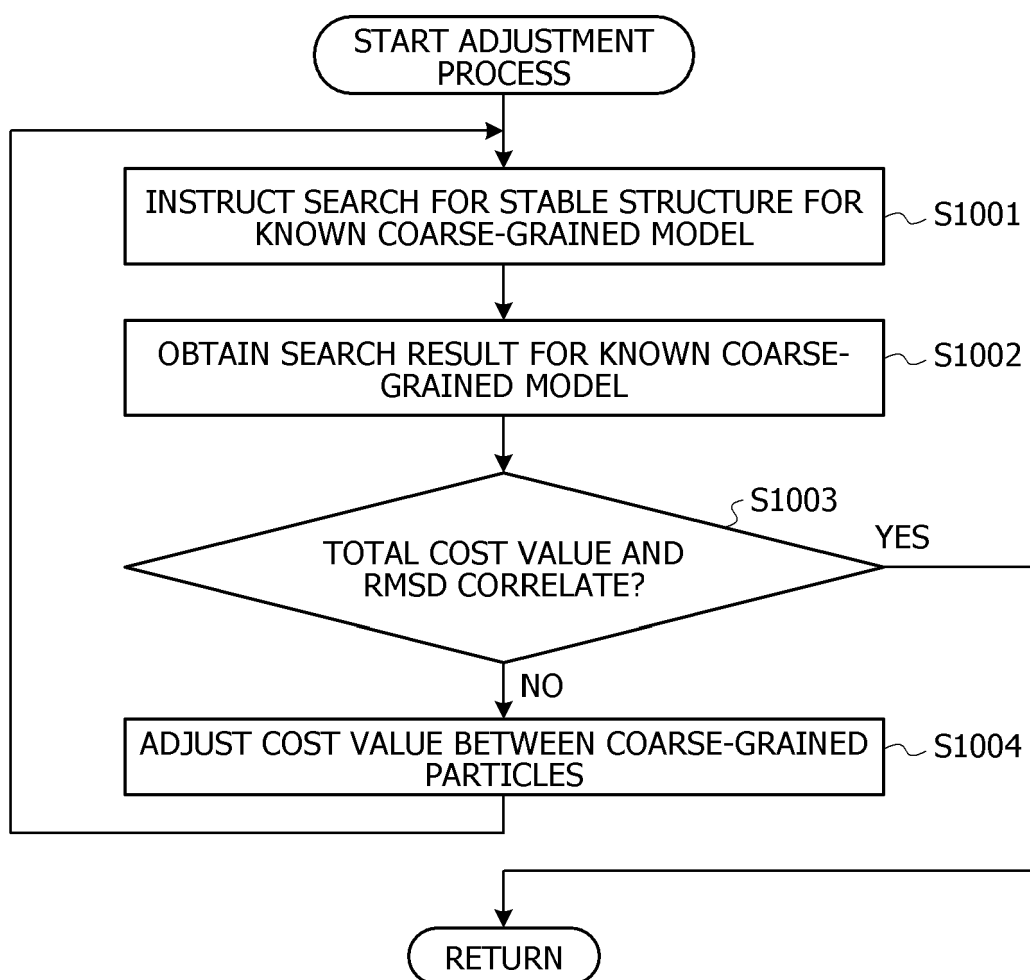 START ADJUSTMENT
PROCESS
INSTRUCT SEARCH FOR STABLE STRUCTURE FOR
KNOWN COARSE-GRAINED MODEL
S1001
OBTAIN SEARCH RESULT FOR KNOWN COARSE-
GRAINED MODEL
S1002
S1003
TOTAL COST VALUE AND
RMSD CORRELATE?
YES
NO
ADJUST COST VALUE BETWEEN COARSE-GRAINED
PARTICLES
S1004
RETURN